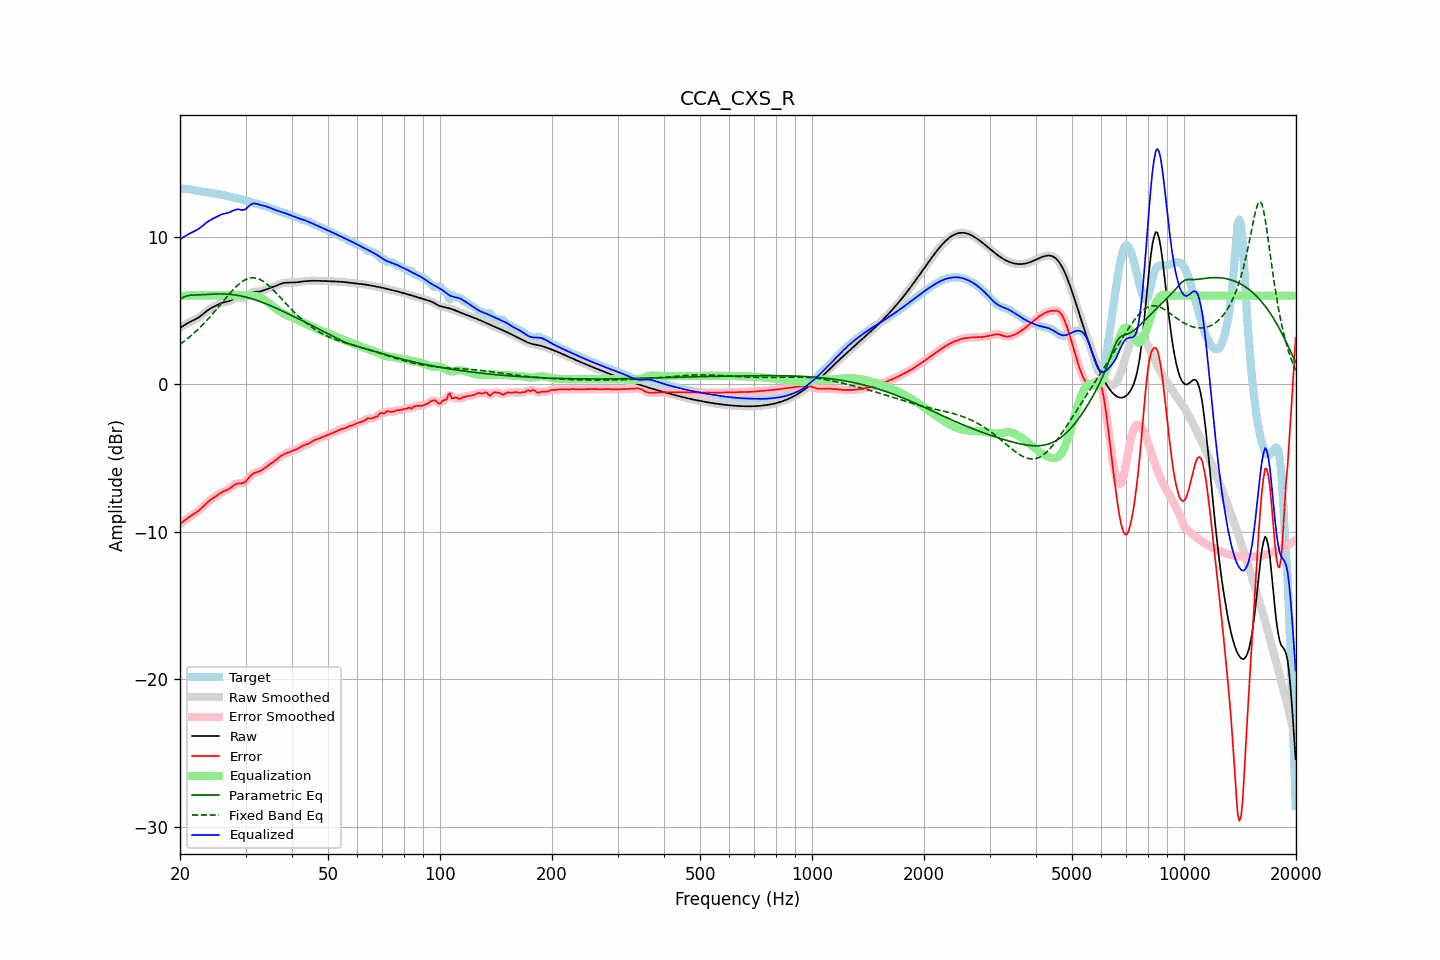 CCA_CXS_R
Amplitude (dBr)
10
0
−10
−20
−30
Target
Raw Smoothed
Error Smoothed
Raw
Error
Equalization
Parametric Eq
Fixed Band Eq
Equalized
20 50 100 200 500 1000 2000 5000 10000 20000
Frequency (Hz)